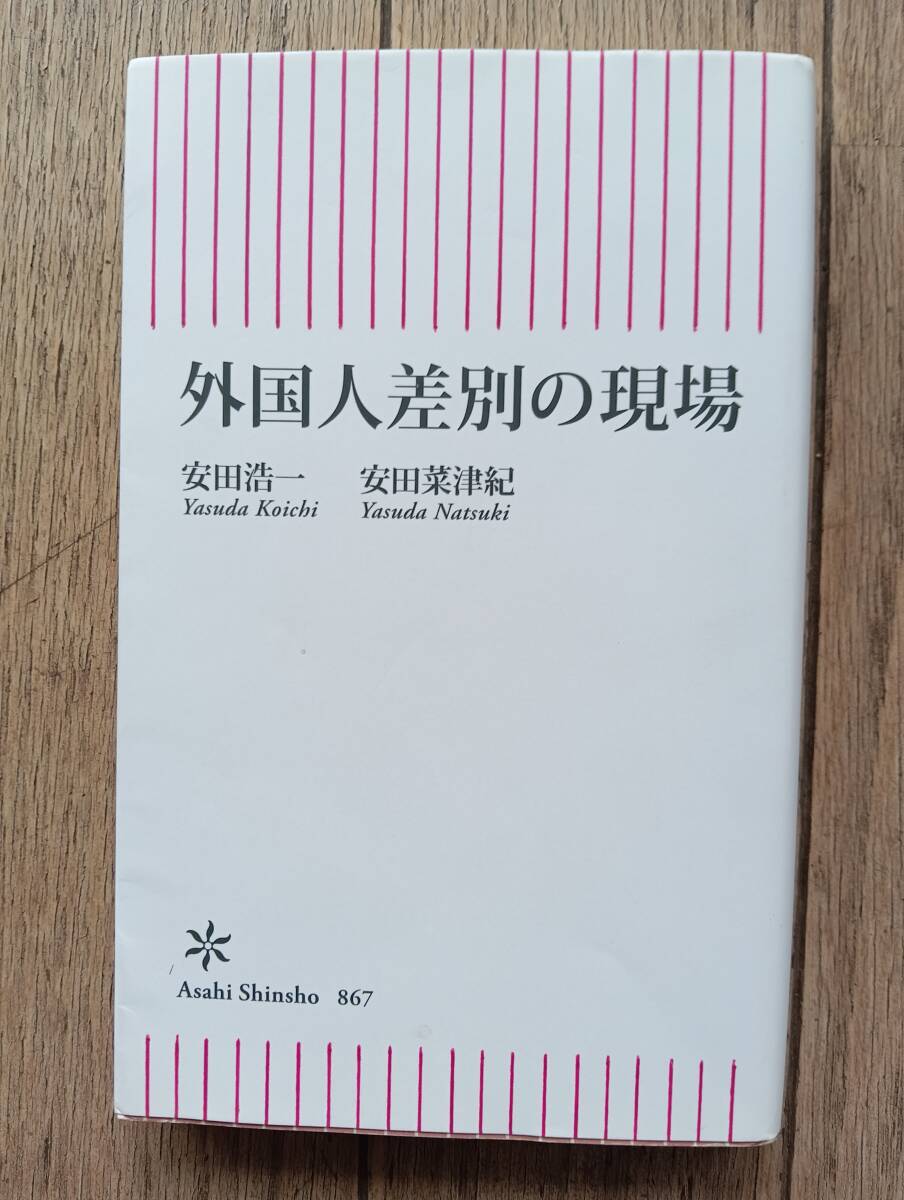 外国人差別の現場
安田浩一 安田菜津紀
Yasuda Koichi Yasuda Natsuki
Asahi Shinsho 867